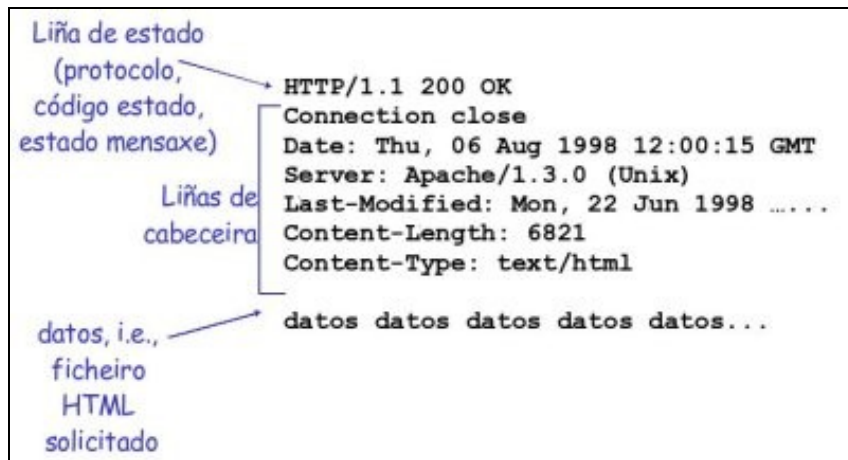 Liña de estado
(protocolo,
código estado,
estado mensaxe)
HTTP/1.1 200 OK
Connection close
Date: Thu, 06 Aug 1998 12:00:15 GMT
Server: Apache/1.3.0 (Unix)
Last-Modified: Mon, 22 Jun 1998 …...
Content-Length: 6821
Content-Type: text/html
Liñas de
cabeceira
datos datos datos datos datos...
datos, i.e.,
ficheiro
HTML
solicitado